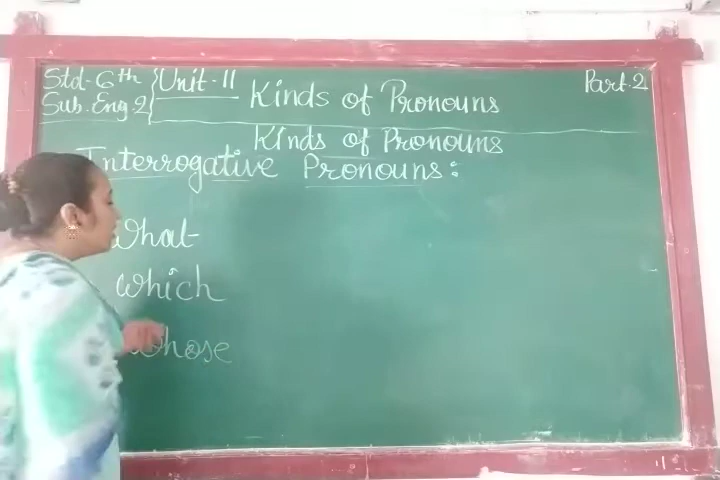 Std-6th Unit-11 Kinds of Pronouns Part.2
Sub.Eng.2
Kinds of Pronouns
Interrogative Pronouns:
What
which
whose